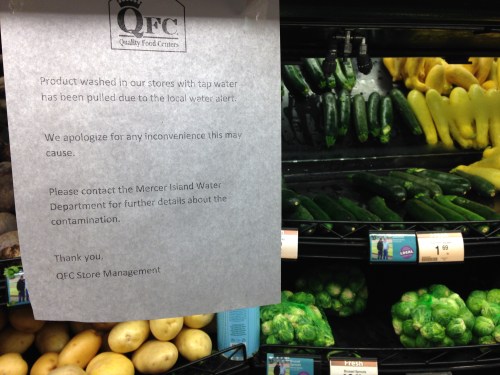 QFC
Quality Food Centers
Product washed in our stores with tap water
has been pulled due to the local water alert.
We apologize for any inconvenience this may
cause.
Please contact the Mercer Island Water
Department for further details about the
contamination.
Thank you,
QFC Store Management
LOCAL
1